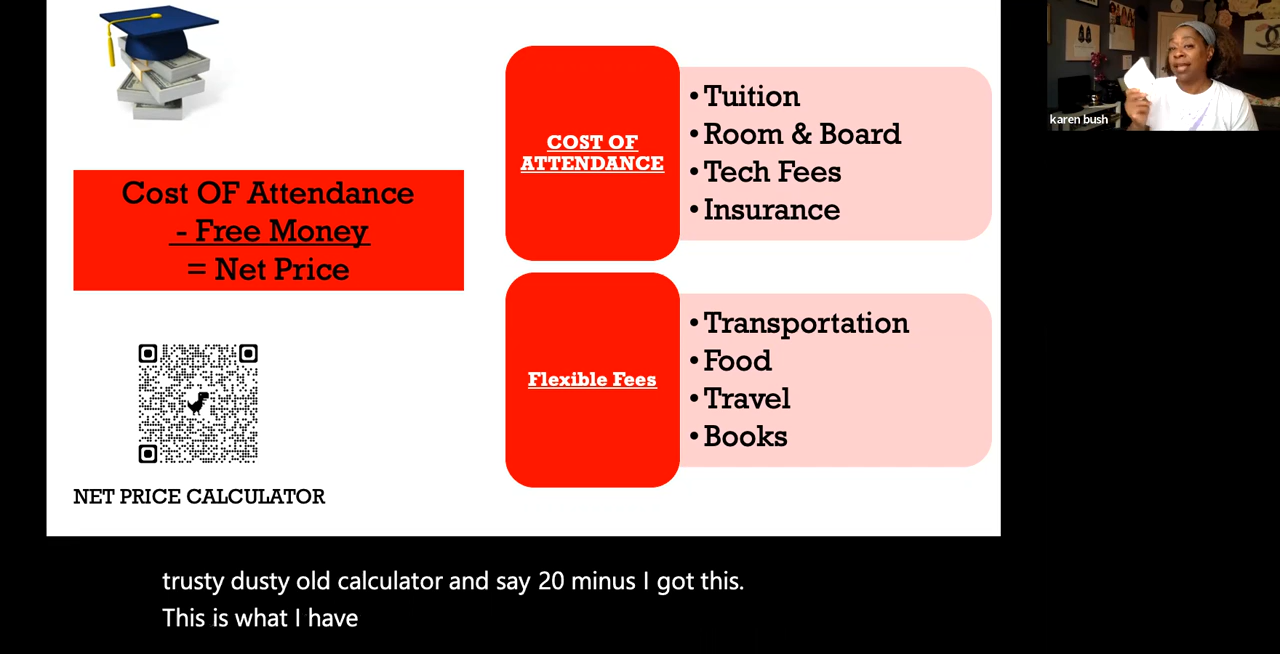 Cost OF Attendance
- Free Money
= Net Price
NET PRICE CALCULATOR
COST OF
ATTENDANCE
• Tuition
• Room & Board
• Tech Fees
• Insurance
Flexible Fees
• Transportation
• Food
• Travel
• Books
karen bush
trusty dusty old calculator and say 20 minus I got this.
This is what I have